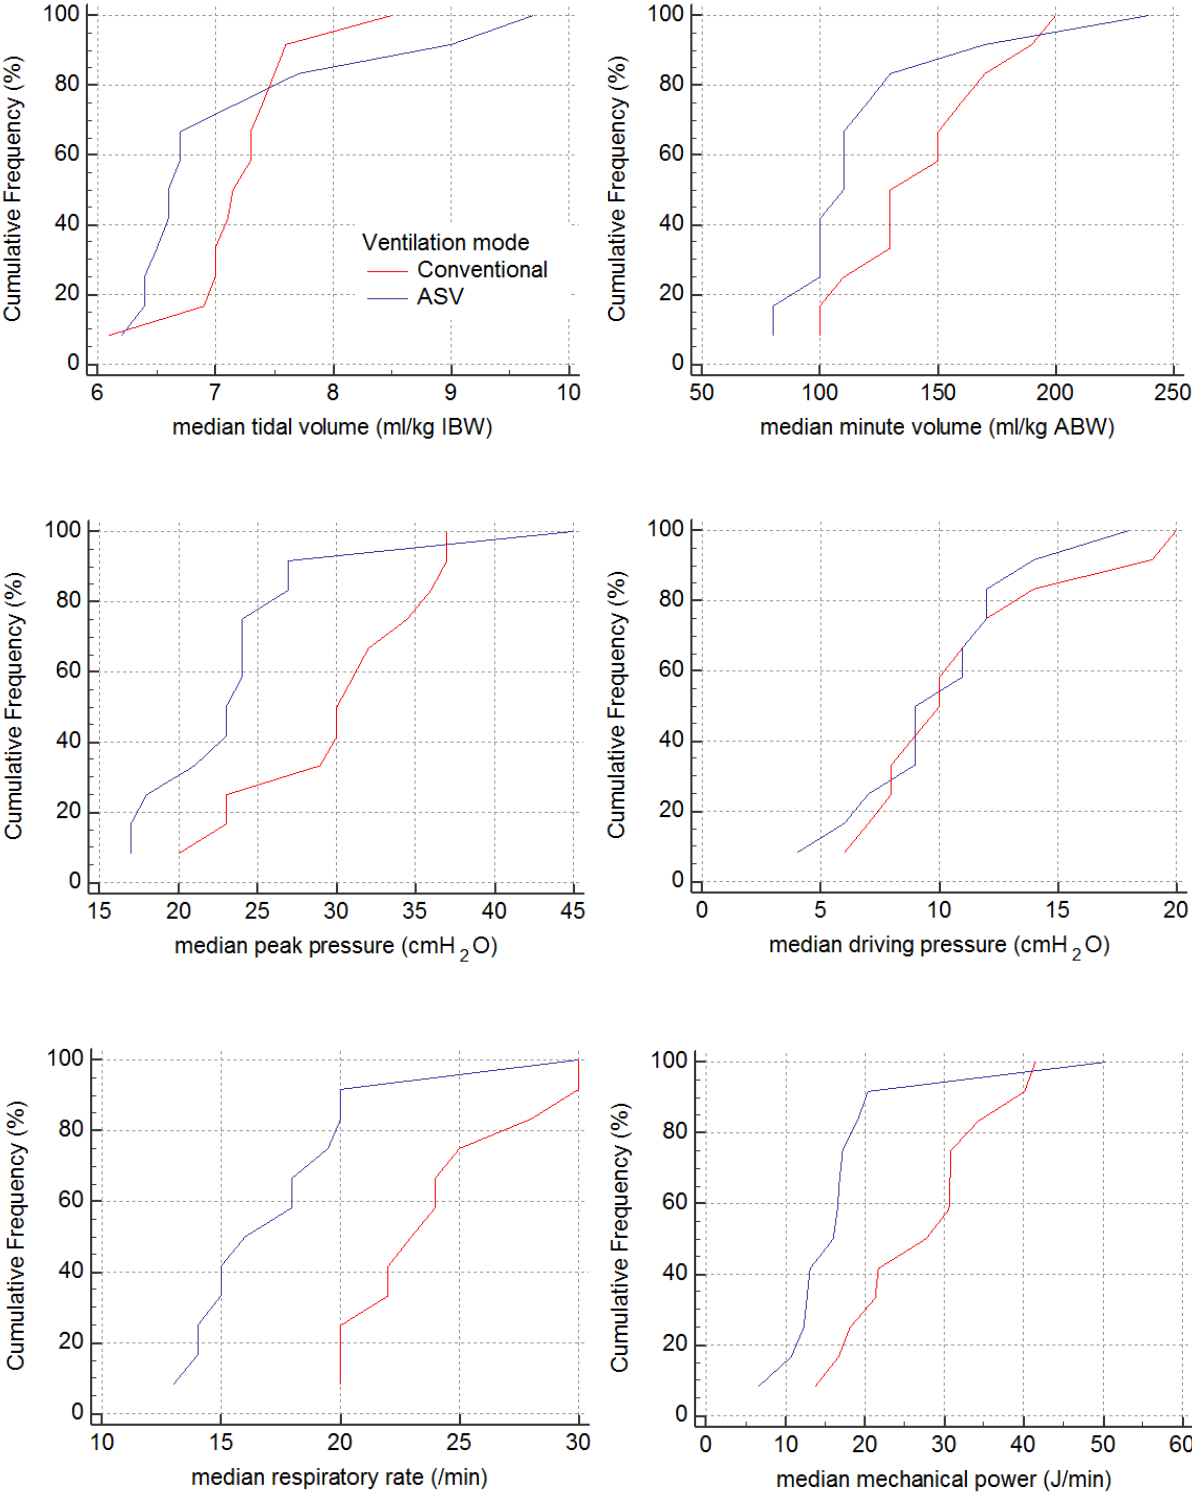 100
80
60
40
20
0
Cumulative Frequency (%)
6 7 8 9 10
median tidal volume (ml/kg IBW)
Ventilation mode
Conventional
ASV
100
80
60
40
20
0
Cumulative Frequency (%)
50 100 150 200 250
median minute volume (ml/kg ABW)
100
80
60
40
20
0
Cumulative Frequency (%)
15 20 25 30 35 40 45
median peak pressure (cmH2O)
100
80
60
40
20
0
Cumulative Frequency (%)
0 5 10 15 20
median driving pressure (cmH2O)
100
80
60
40
20
0
Cumulative Frequency (%)
10 15 20 25 30
median respiratory rate (/min)
100
80
60
40
20
0
Cumulative Frequency (%)
0 10 20 30 40 50 60
median mechanical power (J/min)